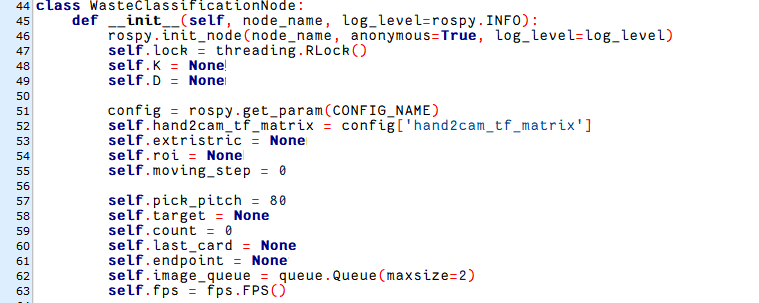 44 class WasteClassificationNode:
45     def __init__(self, node_name, log_level=rospy.INFO):
46         rospy.init_node(node_name, anonymous=True, log_level=log_level)
47         self.lock = threading.RLock()
48         self.K = None
49         self.D = None
50
51         config = rospy.get_param(CONFIG_NAME)
52         self.hand2cam_tf_matrix = config['hand2cam_tf_matrix']
53         self.extristric = None
54         self.roi = None
55         self.moving_step = 0
56
57         self.pick_pitch = 80
58         self.target = None
59         self.count = 0
60         self.last_card = None
61         self.endpoint = None
62         self.image_queue = queue.Queue(maxsize=2)
63         self.fps = fps.FPS()